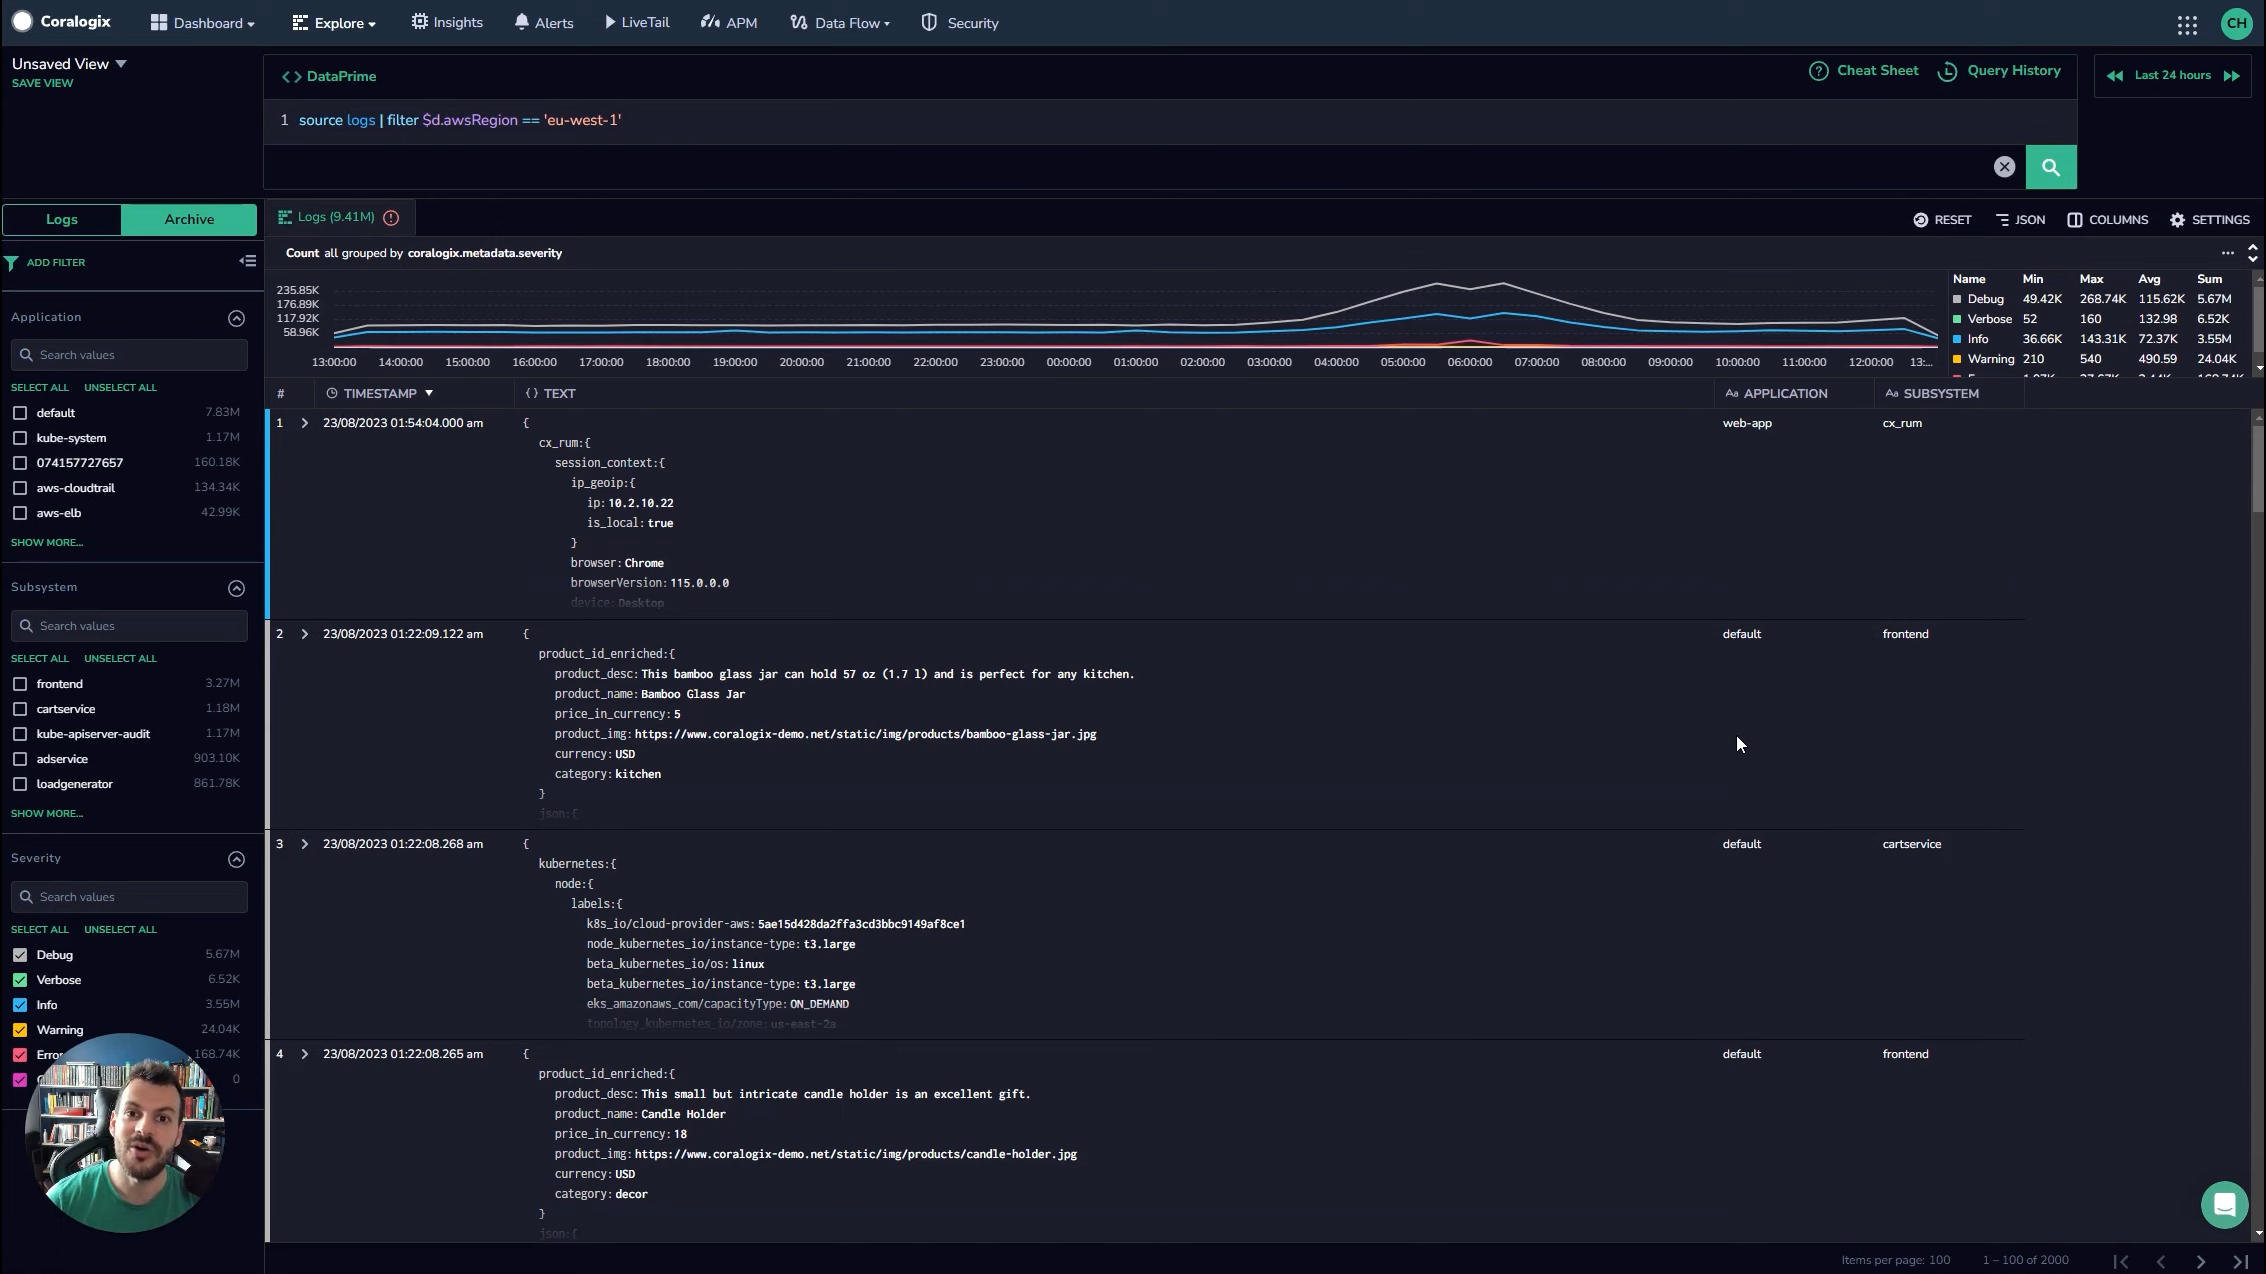 Coralogix Dashboard Explore Insights Alerts LiveTail APM Data Flow Security CH
Unsaved View
SAVE VIEW
<> DataPrime
Cheat Sheet Query History
Last 24 hours
1 source logs | filter $d.awsRegion == 'eu-west-1'
Logs Archive
Logs (9.41M)
RESET JSON COLUMNS SETTINGS
ADD FILTER
Count all grouped by coralogix.metadata.severity
235.85K
176.89K
117.92K
58.96K
13:00:00 14:00:00 15:00:00 16:00:00 17:00:00 18:00:00 19:00:00 20:00:00 21:00:00 22:00:00 23:00:00 00:00:00 01:00:00 02:00:00 03:00:00 04:00:00 05:00:00 06:00:00 07:00:00 08:00:00 09:00:00 10:00:00 11:00:00 12:00:00 13:...
Name Min Max Avg Sum
Debug 49.42K 268.74K 115.62K 5.67M
Verbose 52 160 132.98 6.52K
Info 36.66K 143.31K 72.37K 3.55M
Warning 210 540 490.59 24.04K
Application
Search values
SELECT ALL UNSELECT ALL
default 7.83M
kube-system 1.17M
074157727657 160.18K
aws-cloudtrail 134.34K
aws-elb 42.99K
SHOW MORE...
Subsystem
Search values
SELECT ALL UNSELECT ALL
frontend 3.27M
cartservice 1.18M
kube-apiserver-audit 1.17M
adservice 903.10K
loadgenerator 861.78K
SHOW MORE...
Severity
Search values
SELECT ALL UNSELECT ALL
Debug 5.67M
Verbose 6.52K
Info 3.55M
Warning 24.04K
168.74K
0
# TIMESTAMP {} TEXT Aa APPLICATION Aa SUBSYSTEM
1 23/08/2023 01:54:04.000 am { web-app cx_rum
cx_rum:{
session_context:{
ip_geoip:{
ip: 10.2.10.22
is_local: true
}
browser: Chrome
browserVersion: 115.0.0.0
device: Desktop
2 23/08/2023 01:22:09.122 am { default frontend
product_id_enriched:{
product_desc: This bamboo glass jar can hold 57 oz (1.7 l) and is perfect for any kitchen.
product_name: Bamboo Glass Jar
price_in_currency: 5
product_img: https://www.coralogix-demo.net/static/img/products/bamboo-glass-jar.jpg
currency: USD
category: kitchen
}
json:{
3 23/08/2023 01:22:08.268 am { default cartservice
kubernetes:{
node:{
labels:{
k8s_io/cloud-provider-aws: 5ae15d428da2ffa3cd3bbc9149af8ce1
node_kubernetes_io/instance-type: t3.large
beta_kubernetes_io/os: linux
beta_kubernetes_io/instance-type: t3.large
eks_amazonaws_com/capacityType: ON_DEMAND
topology_kubernetes_io/zone: us-east-2a
4 23/08/2023 01:22:08.265 am { default frontend
product_id_enriched:{
product_desc: This small but intricate candle holder is an excellent gift.
product_name: Candle Holder
price_in_currency: 18
product_img: https://www.coralogix-demo.net/static/img/products/candle-holder.jpg
currency: USD
category: decor
}
json:{
Items per page: 100 1 – 100 of 2000